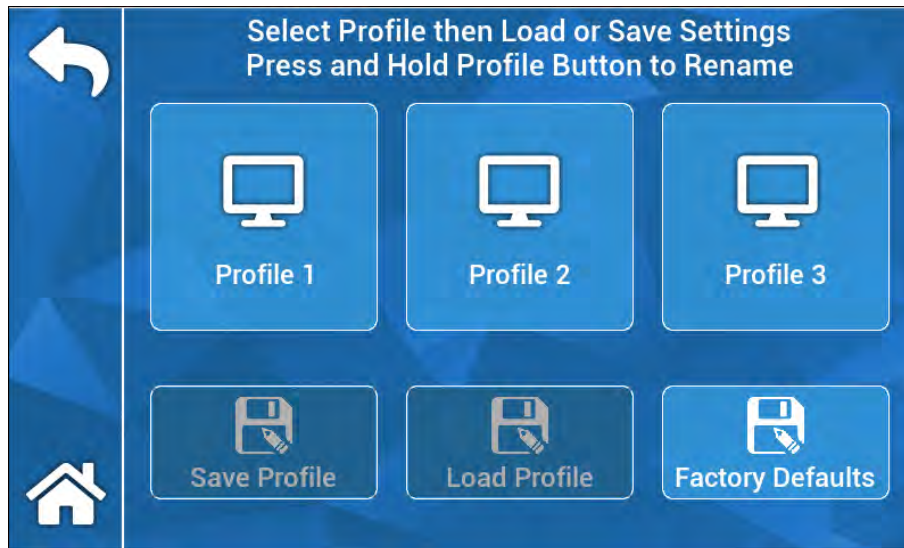 Select Profile then Load or Save Settings
Press and Hold Profile Button to Rename
Profile 1
Profile 2
Profile 3
Save Profile
Load Profile
Factory Defaults